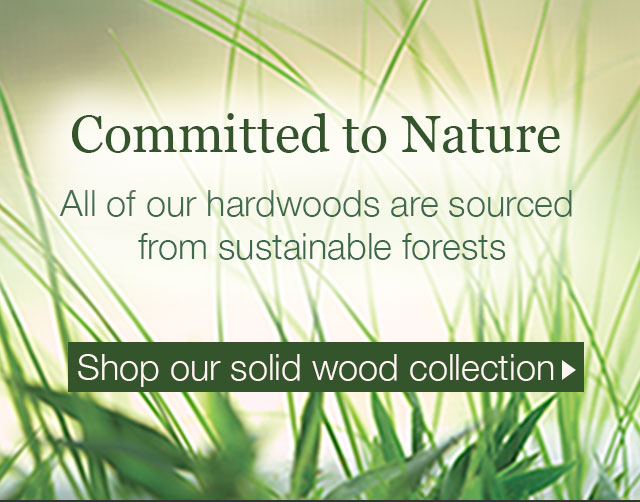 Committed to Nature
All of our hardwoods are sourced
from sustainable forests
Shop our solid wood collection